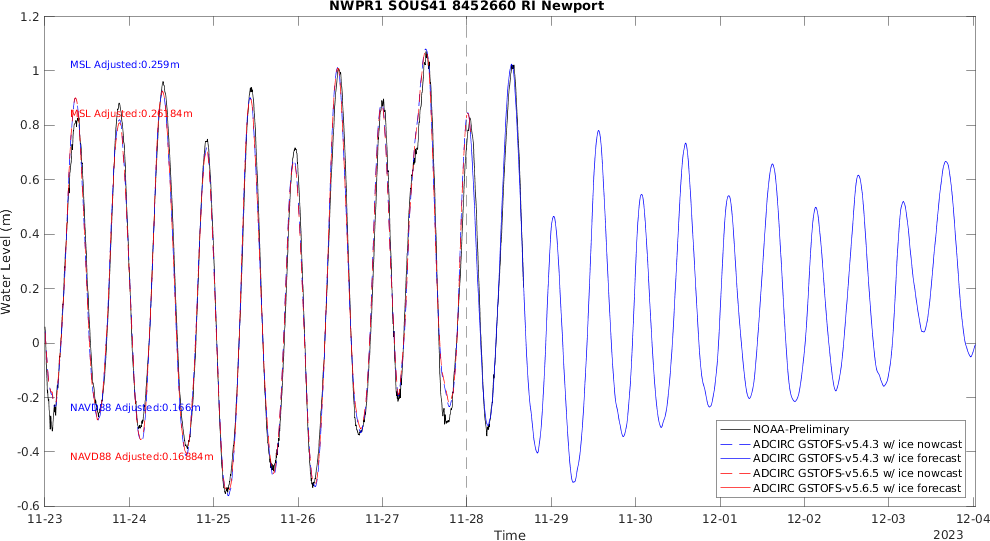 NWPR1 SOUS41 8452660 RI Newport
1.2
1
0.8
0.6
0.4
0.2
0
-0.2
-0.4
-0.6
Water Level (m)
MSL Adjusted:0.259m
MSL Adjusted:0.26184m
NAVD88 Adjusted:0.166m
NAVD88 Adjusted:0.16884m
NOAA-Preliminary
ADCIRC GSTOFS-v5.4.3 w/ ice nowcast
ADCIRC GSTOFS-v5.4.3 w/ ice forecast
ADCIRC GSTOFS-v5.6.5 w/ ice nowcast
ADCIRC GSTOFS-v5.6.5 w/ ice forecast
11-23 11-24 11-25 11-26 11-27 11-28 11-29 11-30 12-01 12-02 12-03 12-04
Time
2023